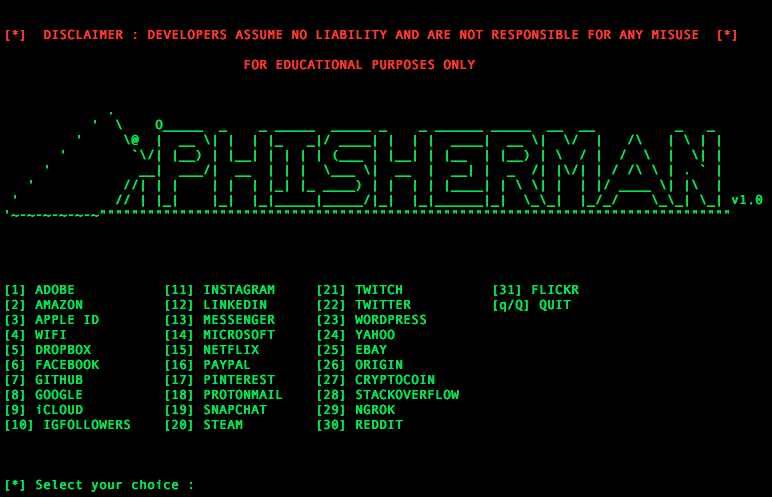 [*] DISCLAIMER : DEVELOPERS ASSUME NO LIABILITY AND ARE NOT RESPONSIBLE FOR ANY MISUSE [*]
FOR EDUCATIONAL PURPOSES ONLY
PHISHERMAN v1.0
[1] ADOBE [11] INSTAGRAM [21] TWITCH [31] FLICKR
[2] AMAZON [12] LINKEDIN [22] TWITTER [q/Q] QUIT
[3] APPLE ID [13] MESSENGER [23] WORDPRESS
[4] WIFI [14] MICROSOFT [24] YAHOO
[5] DROPBOX [15] NETFLIX [25] EBAY
[6] FACEBOOK [16] PAYPAL [26] ORIGIN
[7] GITHUB [17] PINTEREST [27] CRYPTOCOIN
[8] GOOGLE [18] PROTONMAIL [28] STACKOVERFLOW
[9] iCLOUD [19] SNAPCHAT [29] NGROK
[10] IGFOLLOWERS [20] STEAM [30] REDDIT
[*] Select your choice :